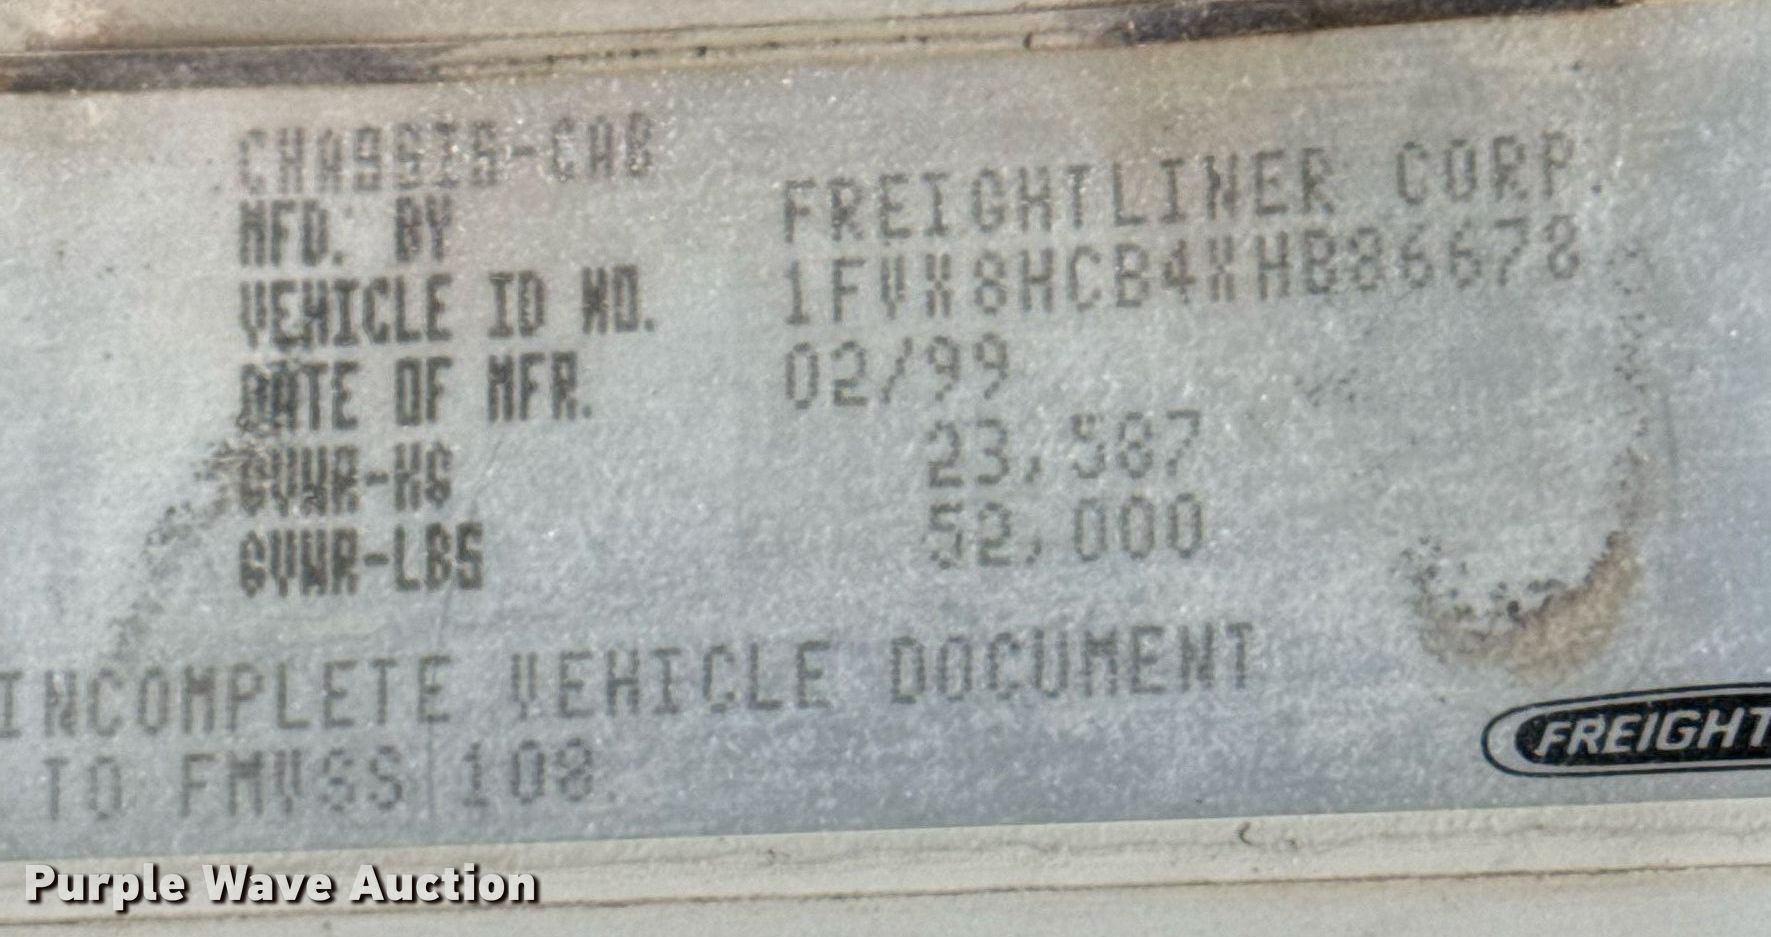 CHASSIS-CAB
MFD. BY FREIGHTLINER CORP.
VEHICLE ID NO. 1FVX8HCB4XHB86678
DATE OF MFR. 02/99
GVWR-KG 23,587
GVWR-LBS 52,000
INCOMPLETE VEHICLE DOCUMENT
TO FMVSS 108.
FREIGHT
Purple Wave Auction